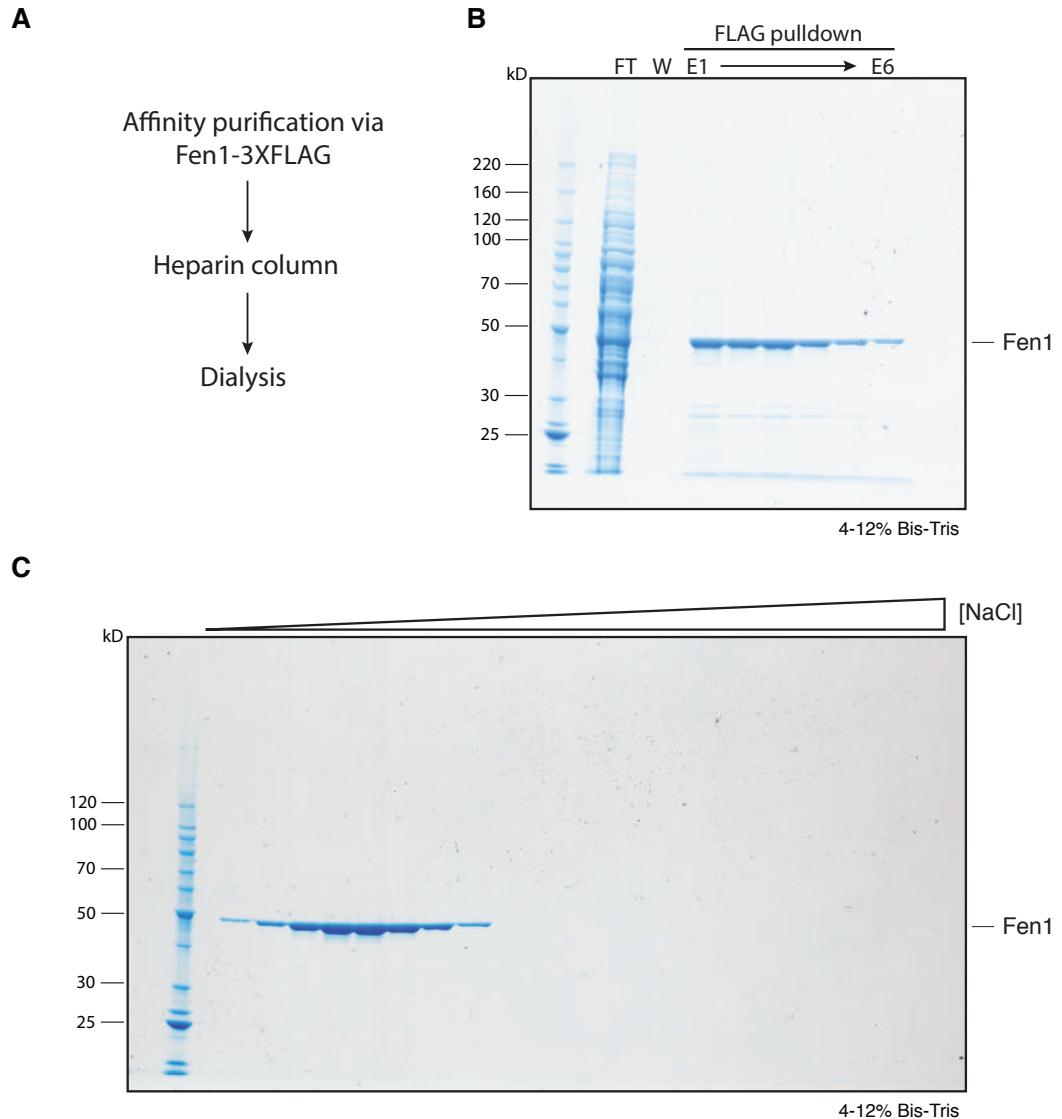 A
Affinity purification via
Fen1-3XFLAG
Heparin column
Dialysis
B
FLAG pulldown
kD
FT W E1 E6
220
160
120
100
70
50
30
25
Fen1
4-12% Bis-Tris
C
[NaCl]
kD
120
100
70
50
30
25
Fen1
4-12% Bis-Tris